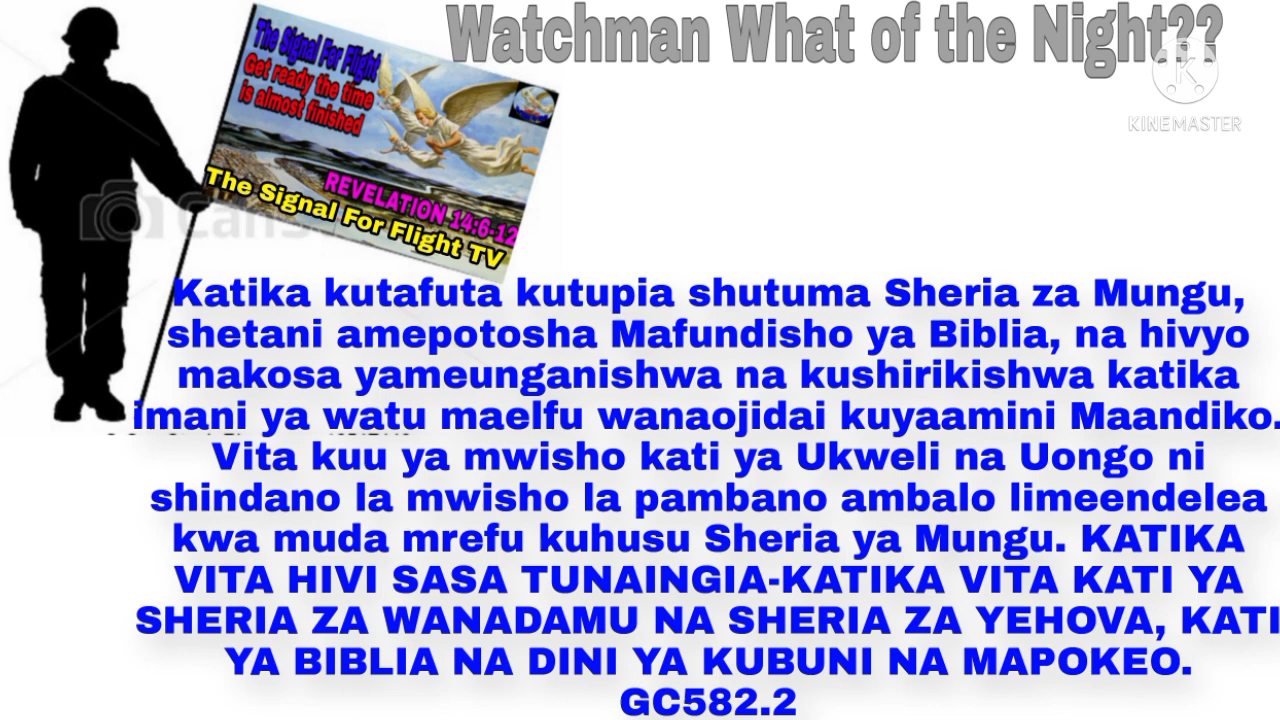 Watchman What of the Night??
KINEMASTER
The Signal For Flight
Get ready the time
is almost finished
REVELATION 14:6-12
The Signal For Flight TV
Katika kutafuta kutupia shutuma Sheria za Mungu,
shetani amepotosha Mafundisho ya Biblia, na hivyo
makosa yameunganishwa na kushirikishwa katika
imani ya watu maelfu wanaojidai kuyaamini Maandiko.
Vita kuu ya mwisho kati ya Ukweli na Uongo ni
shindano la mwisho la pambano ambalo limeendelea
kwa muda mrefu kuhusu Sheria ya Mungu. KATIKA
VITA HIVI SASA TUNAINGIA-KATIKA VITA KATI YA
SHERIA ZA WANADAMU NA SHERIA ZA YEHOVA, KATI
YA BIBLIA NA DINI YA KUBUNI NA MAPOKEO.
GC582.2